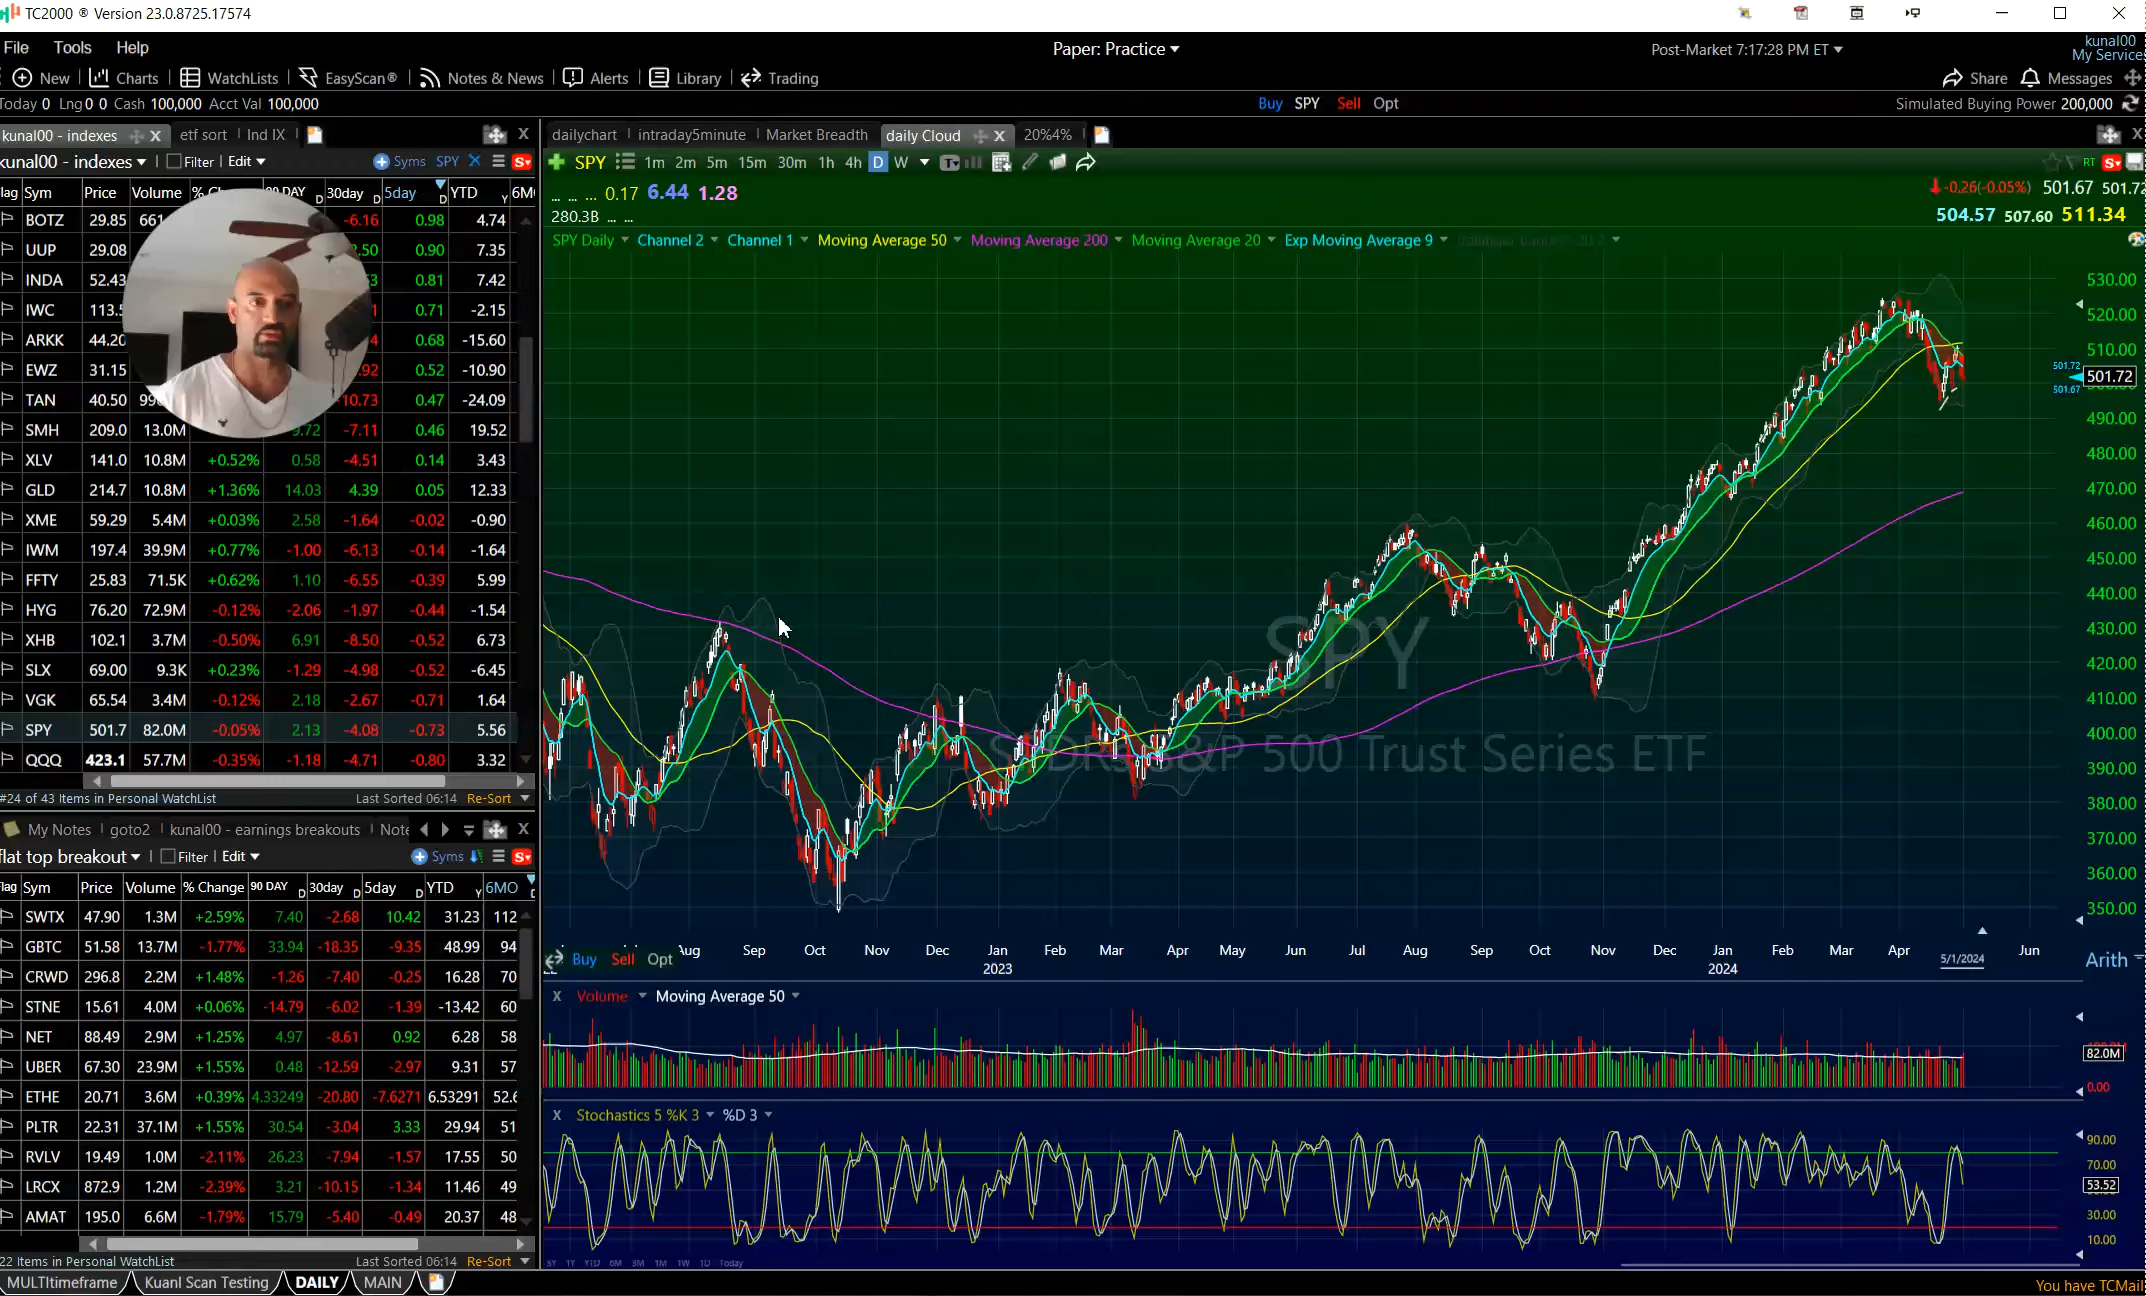 TC2000 ® Version 23.0.8725.17574
File Tools Help
Paper: Practice
Post-Market 7:17:28 PM ET
kunal00
My Service
New Charts WatchLists EasyScan® Notes & News Alerts Library Trading
Share Messages
Today 0 Lng 0 0 Cash 100,000 Acct Val 100,000
Buy SPY Sell Opt
Simulated Buying Power 200,000
kunal00 - indexes etf sort Ind IX
kunal00 - indexes Filter Edit Syms SPY
Sym Price Volume 30day D 5day D YTD Y
BOTZ 29.85 661 -6.16 0.98 4.74
UUP 29.08 0.90 7.35
INDA 52.43 0.81 7.42
IWC 113.5 0.71 -2.15
ARKK 44.20 0.68 -15.60
EWZ 31.15 0.52 -10.90
TAN 40.50 0.47 -24.09
SMH 209.0 13.0M 9.72 -7.11 0.46 19.52
XLV 141.0 10.8M +0.52% 0.58 -4.51 0.14 3.43
GLD 214.7 10.8M +1.36% 14.03 4.39 0.05 12.33
XME 59.29 5.4M +0.03% 2.58 -1.64 -0.02 -0.90
IWM 197.4 39.9M +0.77% -1.00 -6.13 -0.14 -1.64
FFTY 25.83 71.5K +0.62% 1.10 -6.55 -0.39 5.99
HYG 76.20 72.9M -0.12% -2.06 -1.97 -0.44 -1.54
XHB 102.1 3.7M -0.50% 6.91 -8.50 -0.52 6.73
SLX 69.00 9.3K +0.23% -1.29 -4.98 -0.52 -6.45
VGK 65.54 3.4M -0.12% 2.18 -2.67 -0.71 1.64
SPY 501.7 82.0M -0.05% 2.13 -4.08 -0.73 5.56
QQQ 423.1 57.7M -0.35% -1.18 -4.71 -0.80 3.32
#24 of 43 Items in Personal WatchList Last Sorted 06:14 Re-Sort
My Notes goto2 kunal00 - earnings breakouts Note
flat top breakout Filter Edit Syms
Sym Price Volume % Change 90 DAY D 30day D 5day D YTD Y 6MO
SWTX 47.90 1.3M +2.59% 7.40 -2.68 10.42 31.23 112
GBTC 51.58 13.7M -1.77% 33.94 -18.35 -9.35 48.99 94
CRWD 296.8 2.2M +1.48% -1.26 -7.40 -0.25 16.28 70
STNE 15.61 4.0M +0.06% -14.79 -6.02 -1.39 -13.42 60
NET 88.49 2.9M +1.25% 4.97 -8.61 0.92 6.28 58
UBER 67.30 23.9M +1.55% 0.48 -12.59 -2.97 9.31 57
ETHE 20.71 3.6M +0.39% 4.33249 -20.80 -7.6271 6.53291 52.6
PLTR 22.31 37.1M +1.55% 30.54 -3.04 3.33 29.94 51
RVLV 19.49 1.0M -2.11% 26.23 -7.94 -1.57 17.55 50
LRCX 872.9 1.2M -2.39% 3.21 -10.15 -1.34 11.46 49
AMAT 195.0 6.6M -1.79% 15.79 -5.40 -0.49 20.37 48
22 Items in Personal WatchList Last Sorted 06:14 Re-Sort
MULTItimeframe Kuanl Scan Testing DAILY MAIN
dailychart intraday5minute Market Breadth daily Cloud 20%4%
SPY 1m 2m 5m 15m 30m 1h 4h D W
RT
... ... ... 0.17 6.44 1.28
-0.26(-0.05%) 501.67 501.72
280.3B ... ...
504.57 507.60 511.34
SPY Daily Channel 2 Channel 1 Moving Average 50 Moving Average 200 Moving Average 20 Exp Moving Average 9
530.00
520.00
510.00
501.72
501.72
501.67
490.00
480.00
470.00
460.00
450.00
440.00
430.00
420.00
410.00
400.00
390.00
380.00
370.00
360.00
350.00
SPY
SPDR S&P 500 Trust Series ETF
Aug Sep Oct Nov Dec Jan Feb Mar Apr May Jun Jul Aug Sep Oct Nov Dec Jan Feb Mar Apr Jun
2023 2024 5/1/2024
Buy Sell Opt
Arith
X Volume Moving Average 50
82.0M
0.00
X Stochastics 5 %K 3 %D 3
90.00
70.00
53.52
30.00
10.00
5Y 1Y YTD 6M 3M 1M 1W 1D Today
You have TCMail